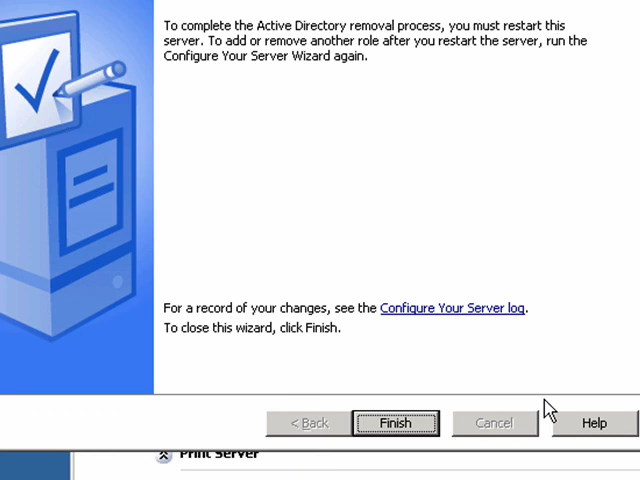 To complete the Active Directory removal process, you must restart this
server. To add or remove another role after you restart the server, run the
Configure Your Server Wizard again.
For a record of your changes, see the Configure Your Server log.
To close this wizard, click Finish.
< Back
Finish
Cancel
Help
Print Server